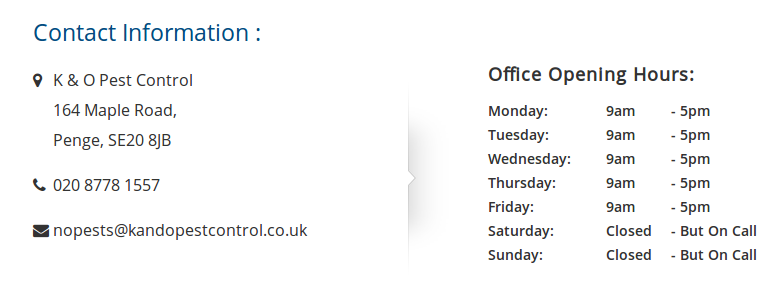 Contact Information :
K & O Pest Control
164 Maple Road,
Penge, SE20 8JB
020 8778 1557
nopests@kandopestcontrol.co.uk
Office Opening Hours:
Monday: 9am - 5pm
Tuesday: 9am - 5pm
Wednesday: 9am - 5pm
Thursday: 9am - 5pm
Friday: 9am - 5pm
Saturday: Closed - But On Call
Sunday: Closed - But On Call